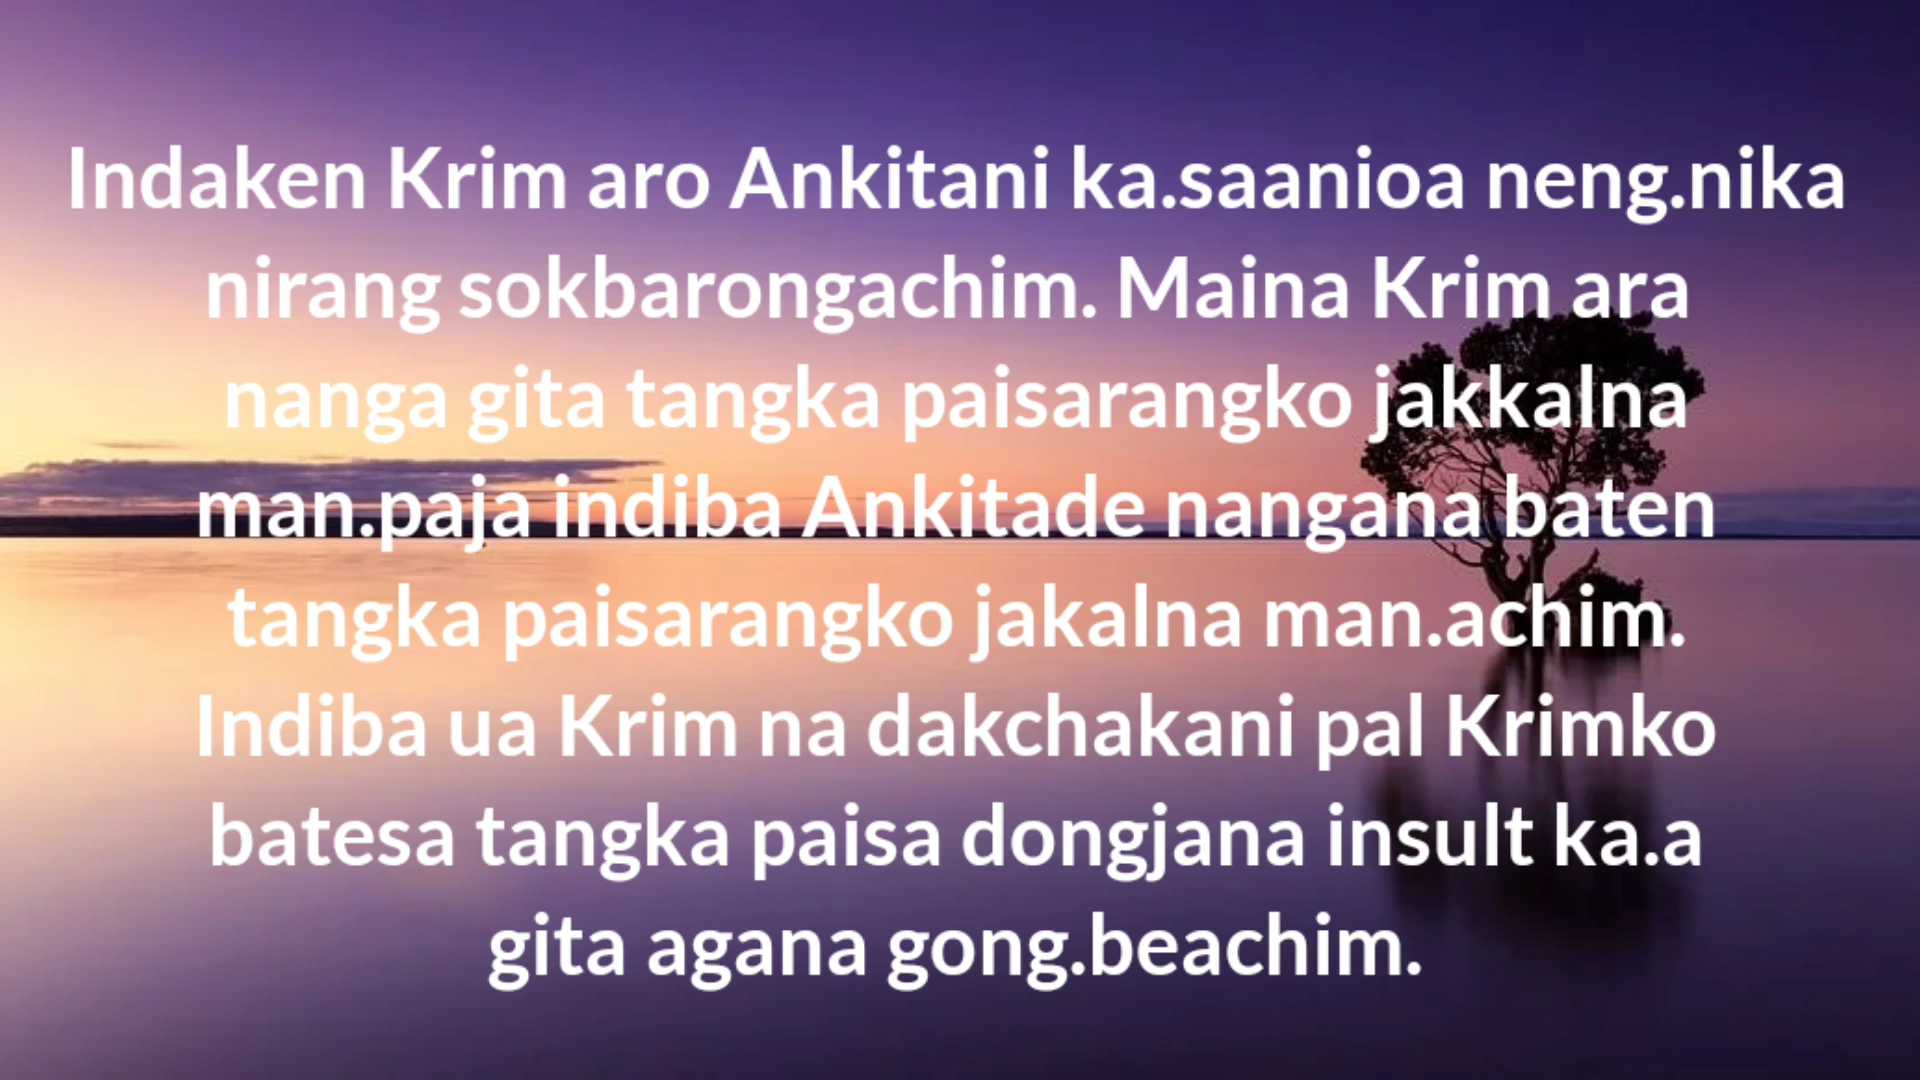 Indaken Krim aro Ankitani ka.saanioa neng.nika
nirang sokbarongachim. Maina Krim ara
nanga gita tangka paisarangko jakkalna
man.paja indiba Ankitade nangana baten
tangka paisarangko jakalna man.achim.
Indiba ua Krim na dakchakani pal Krimko
batesa tangka paisa dongjana insult ka.a
gita agana gong.beachim.